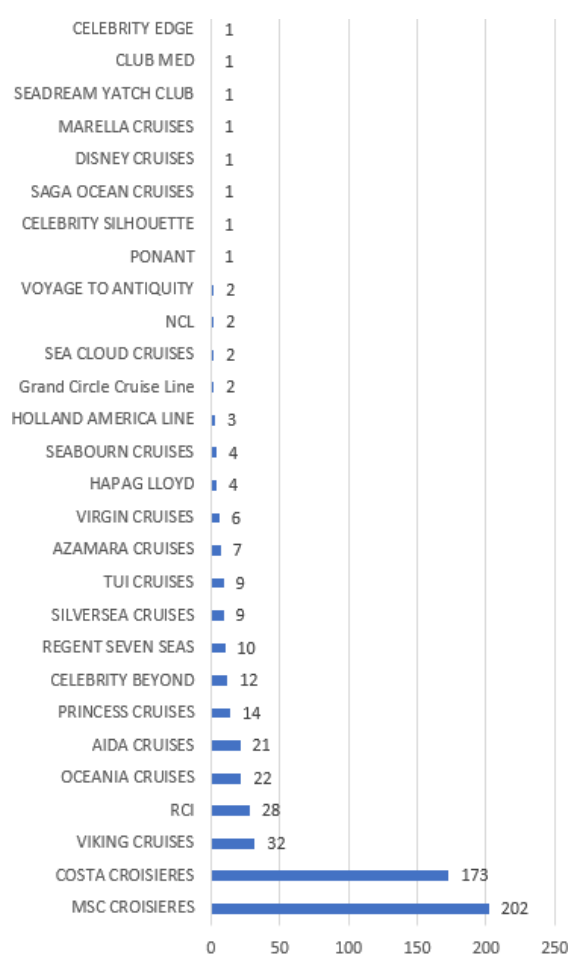 CELEBRITY EDGE 1
CLUB MED 1
SEADREAM YATCH CLUB 1
MARELLA CRUISES 1
DISNEY CRUISES 1
SAGA OCEAN CRUISES 1
CELEBRITY SILHOUETTE 1
PONANT 1
VOYAGE TO ANTIQUITY 2
NCL 2
SEA CLOUD CRUISES 2
Grand Circle Cruise Line 2
HOLLAND AMERICA LINE 3
SEABOURN CRUISES 4
HAPAG LLOYD 4
VIRGIN CRUISES 6
AZAMARA CRUISES 7
TUI CRUISES 9
SILVERSEA CRUISES 9
REGENT SEVEN SEAS 10
CELEBRITY BEYOND 12
PRINCESS CRUISES 14
AIDA CRUISES 21
OCEANIA CRUISES 22
RCI 28
VIKING CRUISES 32
COSTA CROISIERES 173
MSC CROISIERES 202
0 50 100 150 200 250